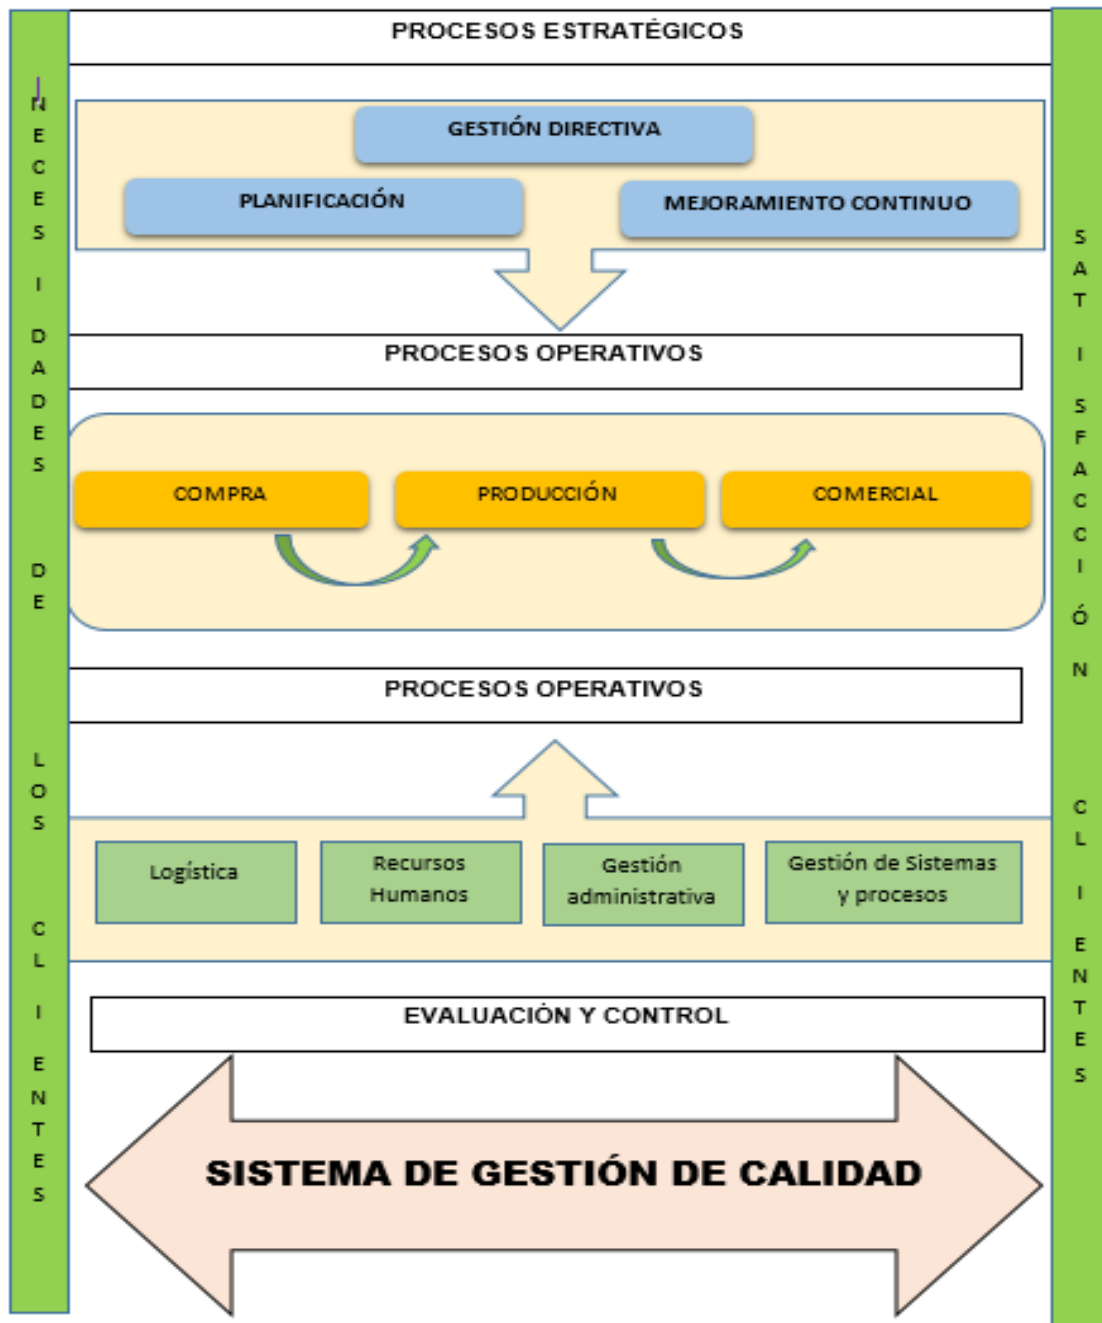 PROCESOS ESTRATÉGICOS
NECESIDADES DE LOS CLIENTES
GESTIÓN DIRECTIVA
PLANIFICACIÓN
MEJORAMIENTO CONTINUO
PROCESOS OPERATIVOS
COMPRA
PRODUCCIÓN
COMERCIAL
PROCESOS OPERATIVOS
Logística
Recursos
Humanos
Gestión
administrativa
Gestión de Sistemas
y procesos
EVALUACIÓN Y CONTROL
SISTEMA DE GESTIÓN DE CALIDAD
SATISFACCIÓN CLIENTES